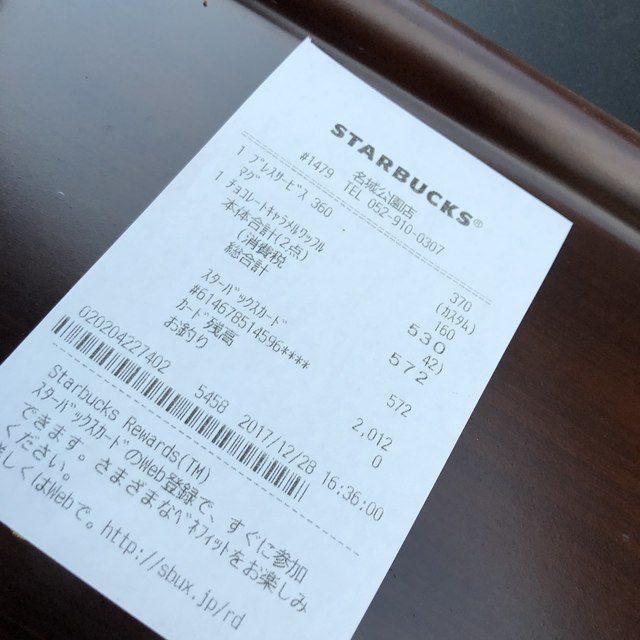 STARBUCKS®
名城公園店
#1479 TEL 052-910-0307
1 プレスサービス 360 370
マグ (カスタム)
1 チョコレートキャラメルワッフル 160
本体合計(2点) 530
(消費税 42)
総合計 572
スターバックスカード 572
#614678514596****
カード残高 2,012
お釣り 0
G20204227402 5458 2017/12/28 16:36:00
Starbucks Rewards(TM)
スターバックスカードのWeb登録で、すぐに参加
できます。さまざまなベネフィットをお楽しみ
ください。
しくはWebで。http://sbux.jp/rd